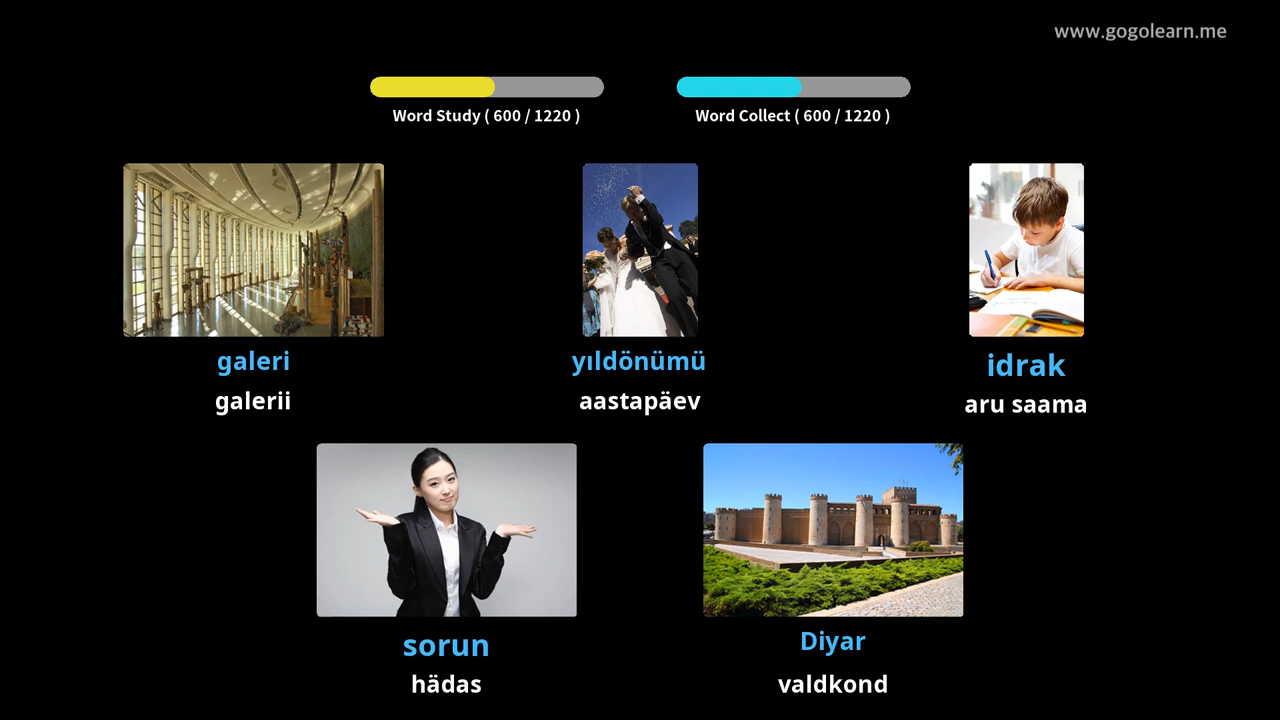 www.gogolearn.me
Word Study ( 600 / 1220 )
Word Collect ( 600 / 1220 )
galeri
galerii
yıldönümü
aastapäev
idrak
aru saama
sorun
hädas
Diyar
valdkond